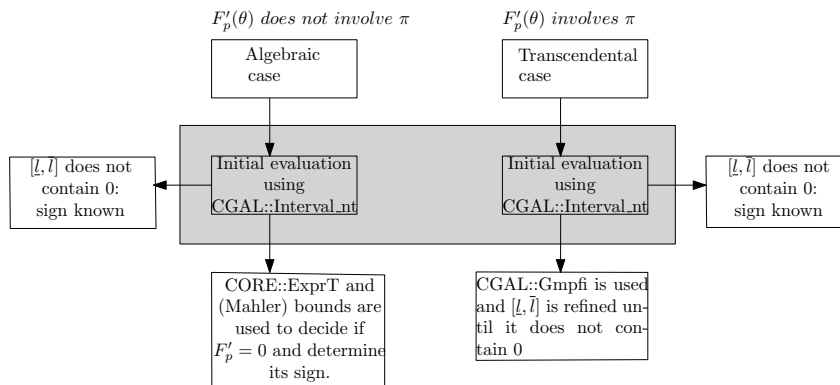 F′ₚ(θ) does not involve π
F′ₚ(θ) involves π
Algebraic
case
Transcendental
case
[l̲, l̄] does not
contain 0:
sign known
Initial evaluation
using
CGAL::Interval_nt
Initial evaluation
using
CGAL::Interval_nt
[l̲, l̄] does not
contain 0:
sign known
CORE::ExprT and
(Mahler) bounds are
used to decide if
F′ₚ = 0 and determine
its sign.
CGAL::Gmpfi is used
and [l̲, l̄] is refined un-
til it does not con-
tain 0